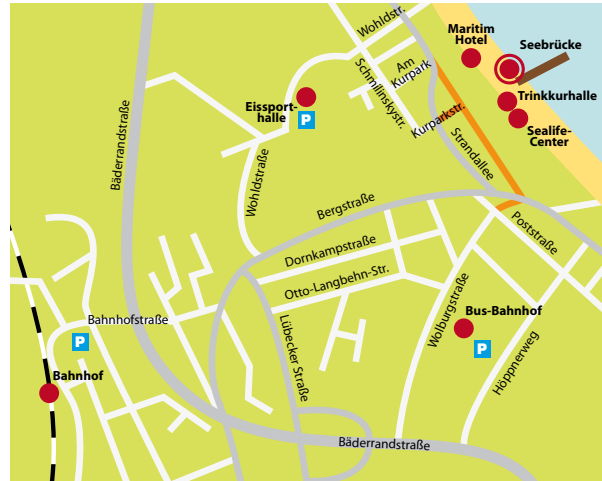 Wohldstr.
Maritim
Hotel
Seebrücke
Am
Kurpark
Schmilinskystr.
Eissport-
halle
P
Kurparkstr.
Trinkkurhalle
Sealife-
Center
Strandallee
Bäderrandstraße
Wohldstraße
Bergstraße
Poststraße
Dornkampstraße
Otto-Langbehn-Str.
Bahnhofstraße
P
Bahnhof
Lübecker Straße
Wolburgstraße
Bus-Bahnhof
P
Höppnerweg
Bäderrandstraße